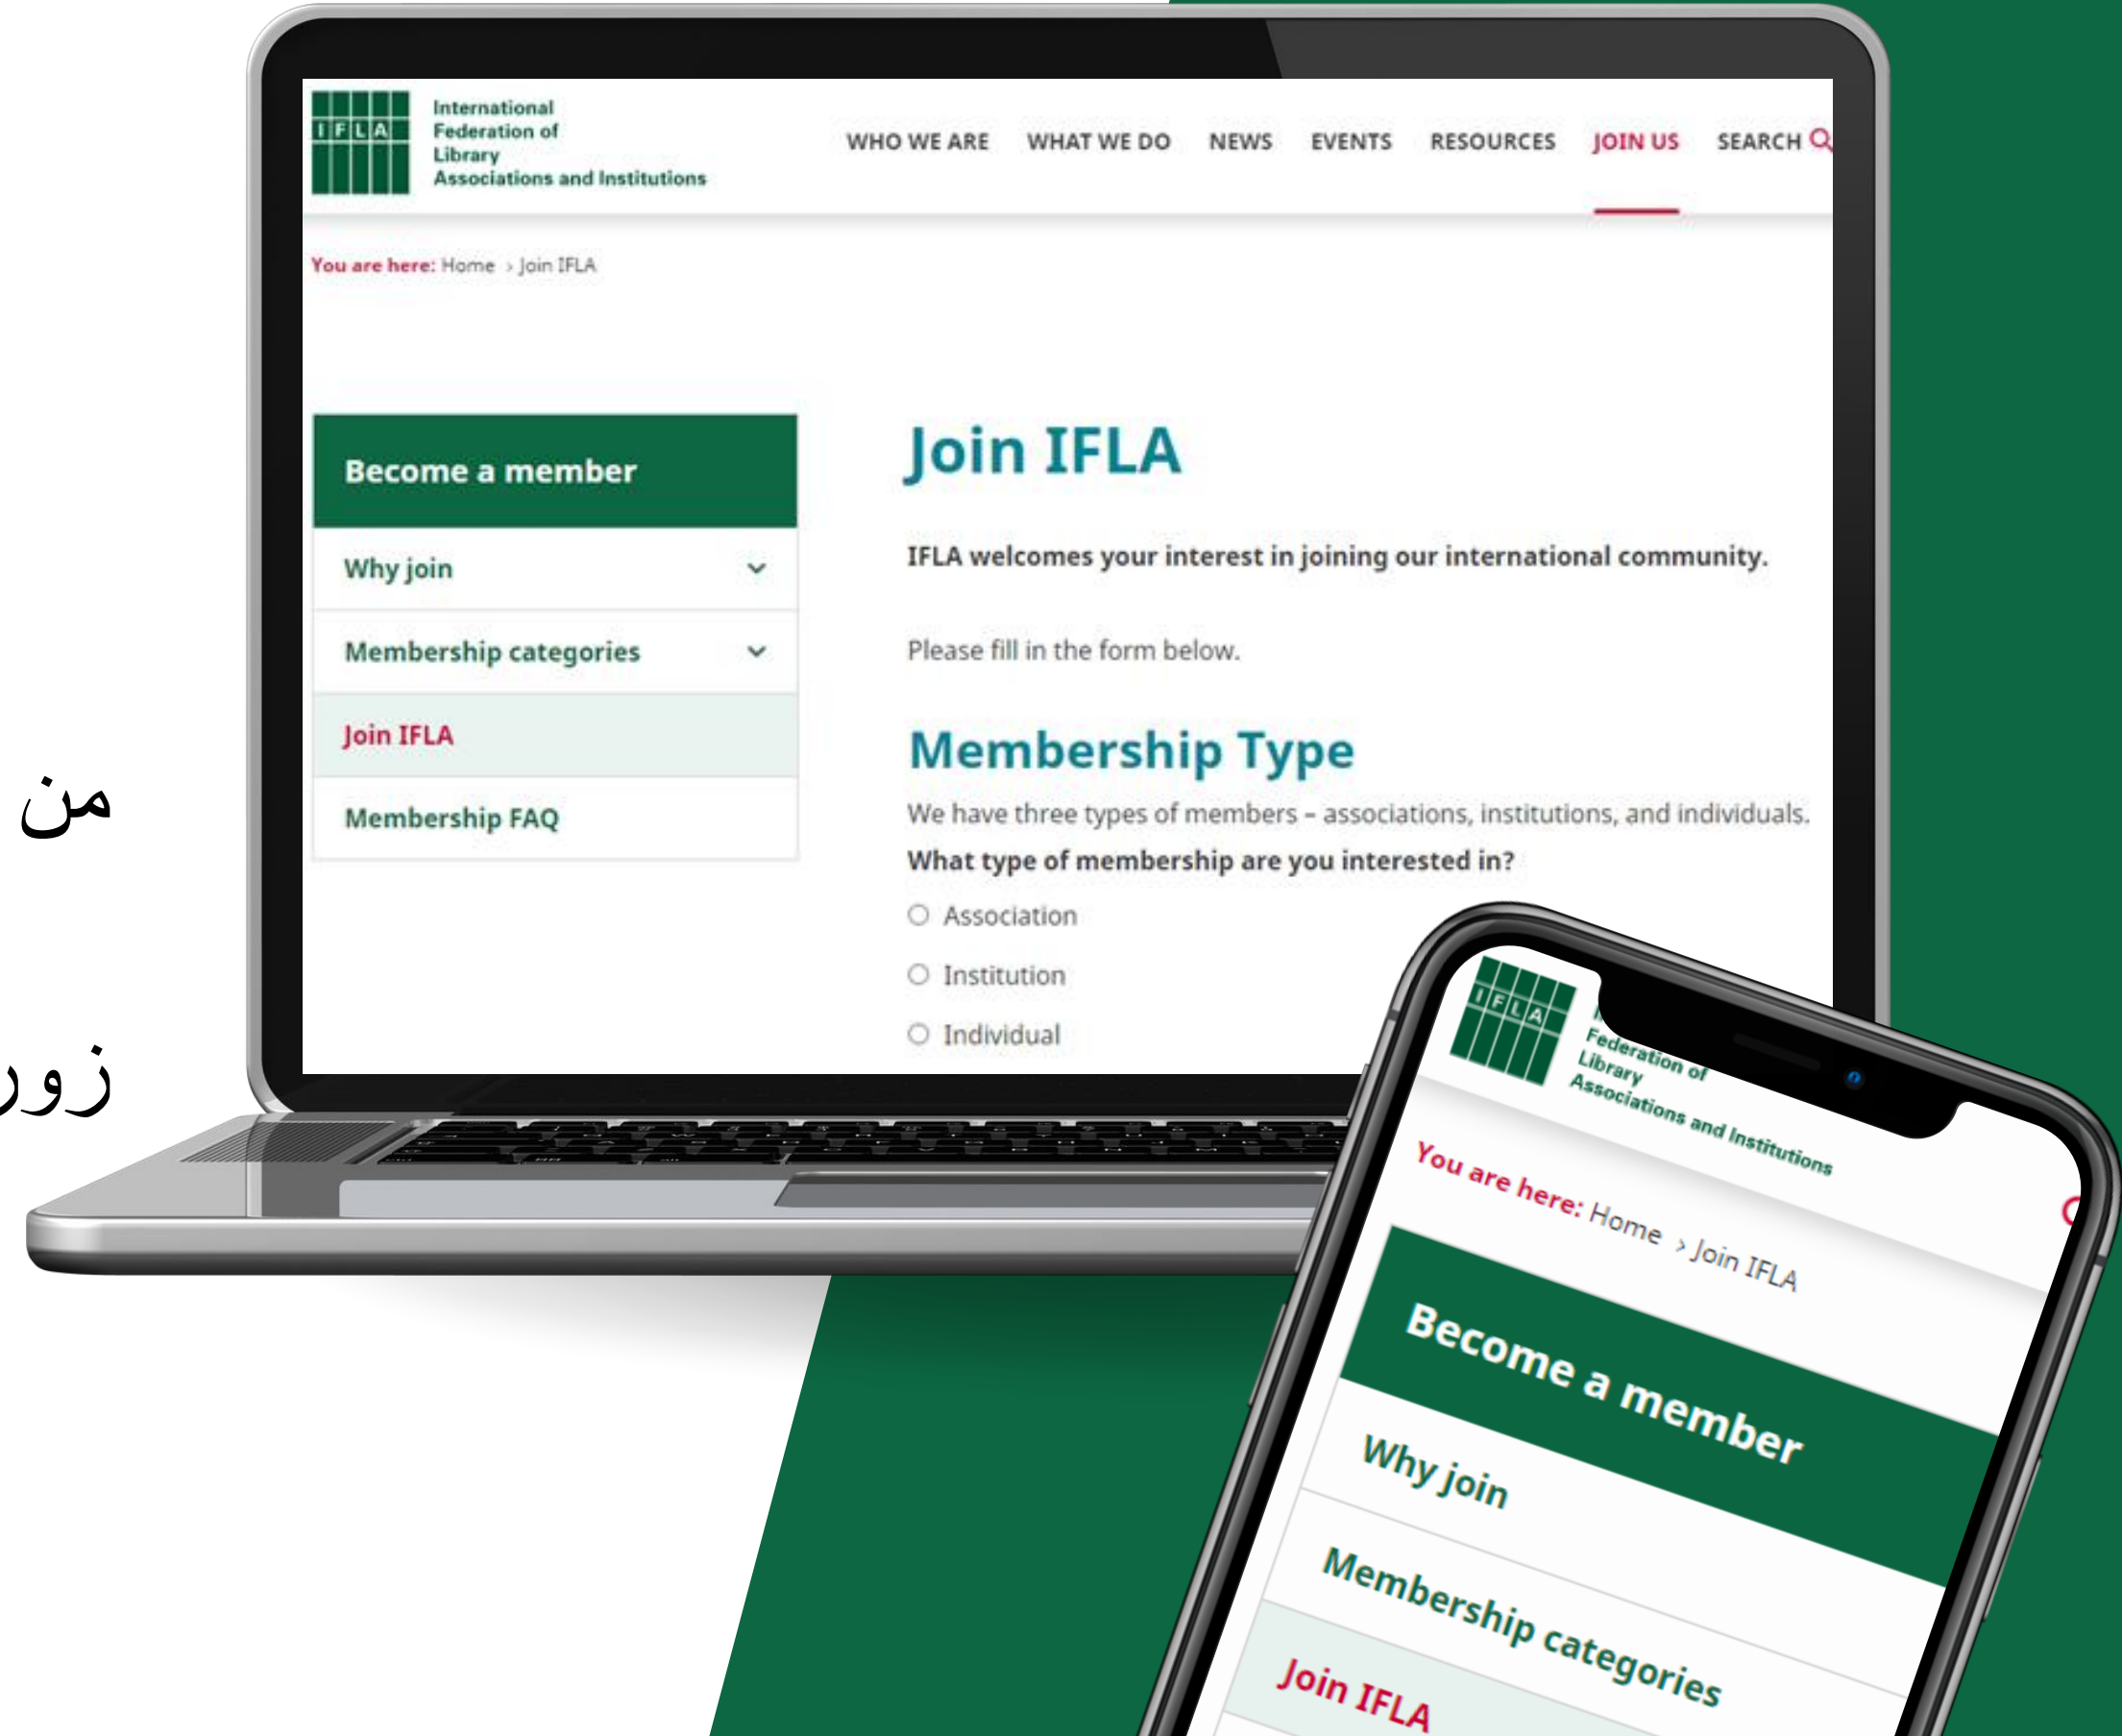 International
Federation of
Library
Associations and Institutions
IFLA
WHO WE ARE WHAT WE DO NEWS EVENTS RESOURCES JOIN US SEARCH
You are here: Home > Join IFLA
Become a member
Why join
Membership categories
Join IFLA
Membership FAQ
Join IFLA
IFLA welcomes your interest in joining our international community.
Please fill in the form below.
Membership Type
We have three types of members – associations, institutions, and individuals.
What type of membership are you interested in?
Association
Institution
Individual
من
IFLA
Federation of
Library
Associations and Institutions
You are here: Home > Join IFLA
Become a member
Why join
Membership categories
Join IFLA